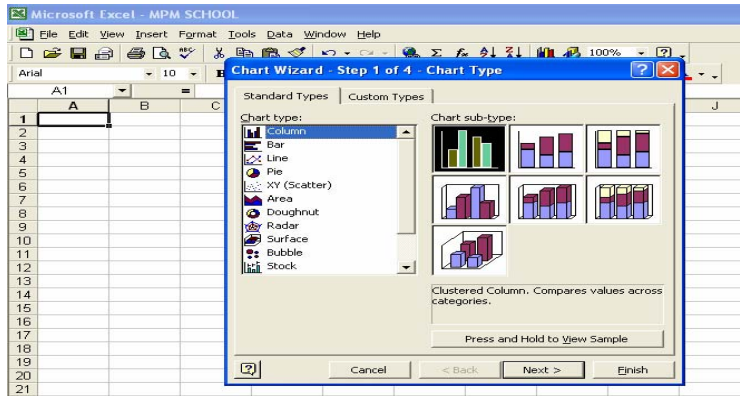 Microsoft Excel - MPM SCHOOL
File Edit View Insert Format Tools Data Window Help
100%
Arial 10 B
A1 =
Chart Wizard - Step 1 of 4 - Chart Type
Standard Types Custom Types
Chart type: Chart sub-type:
Column
Bar
Line
Pie
XY (Scatter)
Area
Doughnut
Radar
Surface
Bubble
Stock
Clustered Column. Compares values across
categories.
Press and Hold to View Sample
Cancel < Back Next > Finish
A B C J
1
2
3
4
5
6
7
8
9
10
11
12
13
14
15
16
17
18
19
20
21